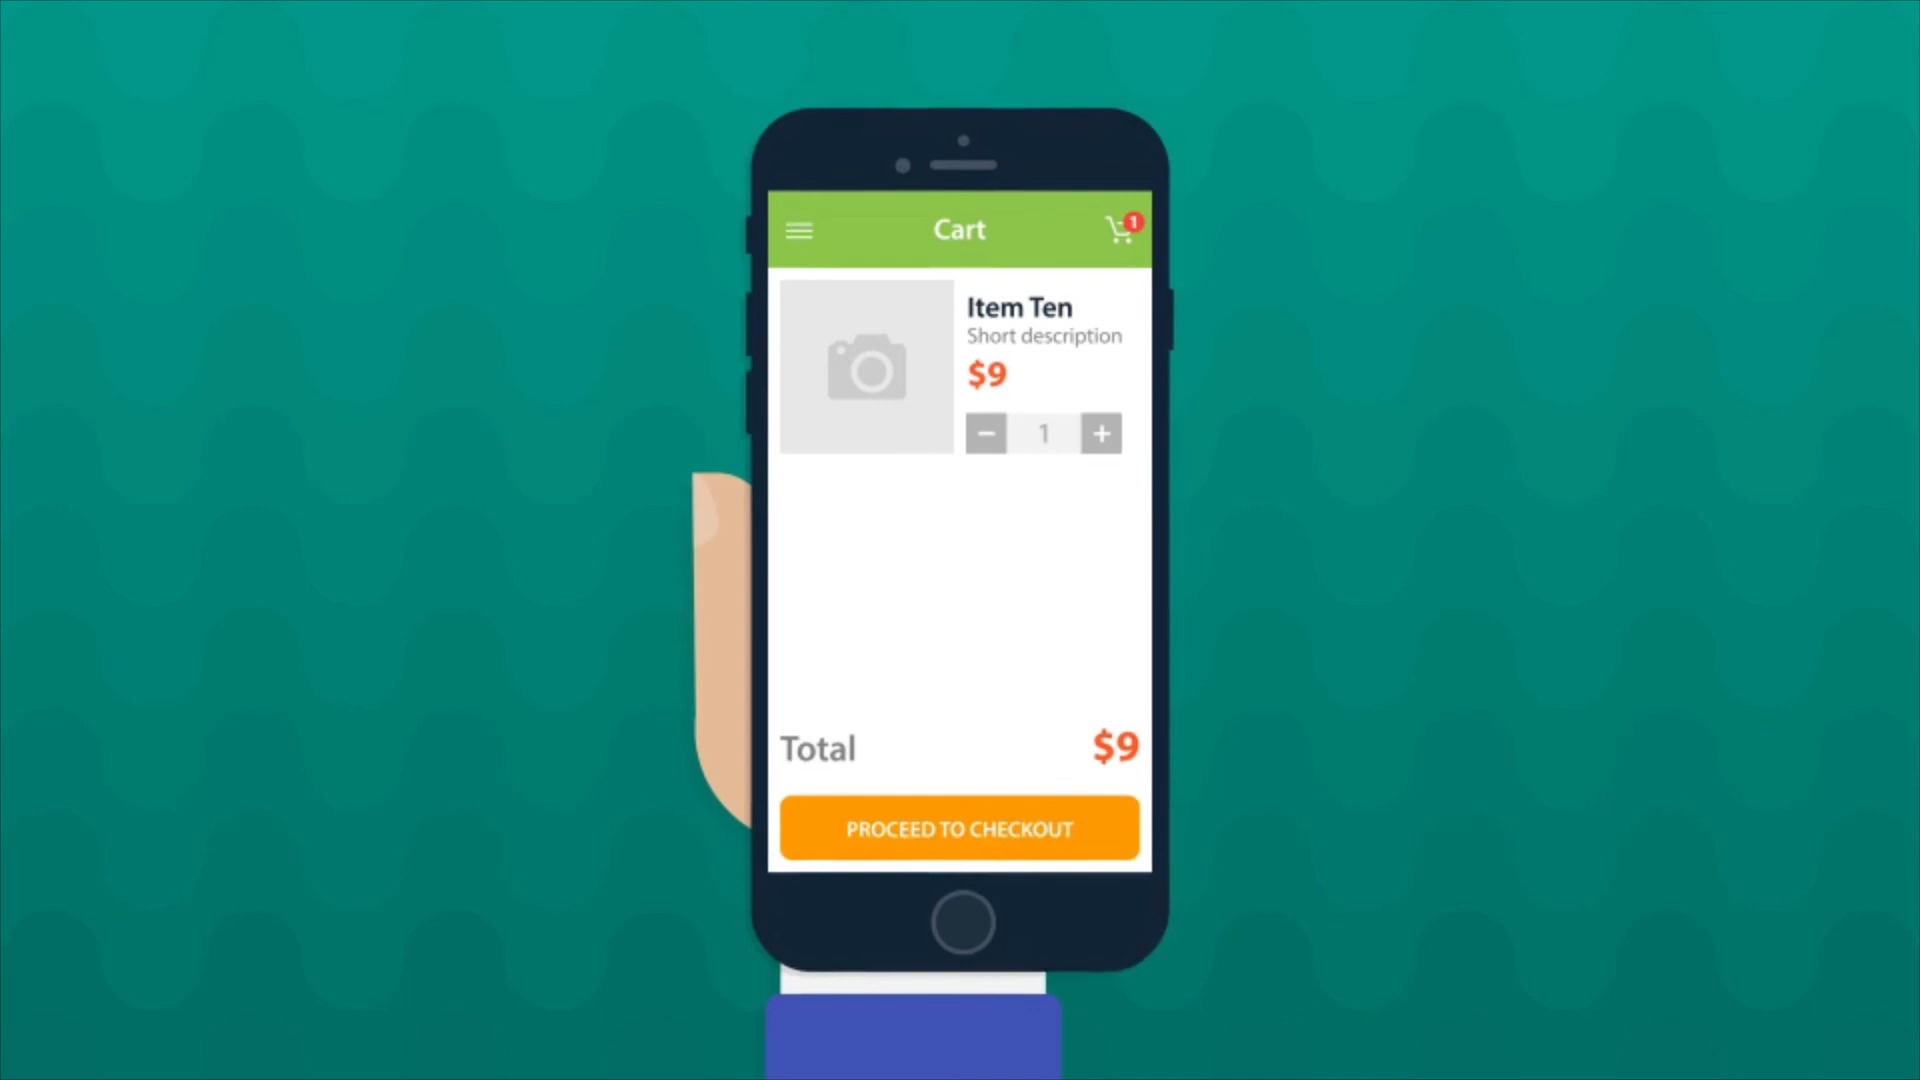 Cart
1
Item Ten
Short description
$9
− 1 +
Total $9
PROCEED TO CHECKOUT